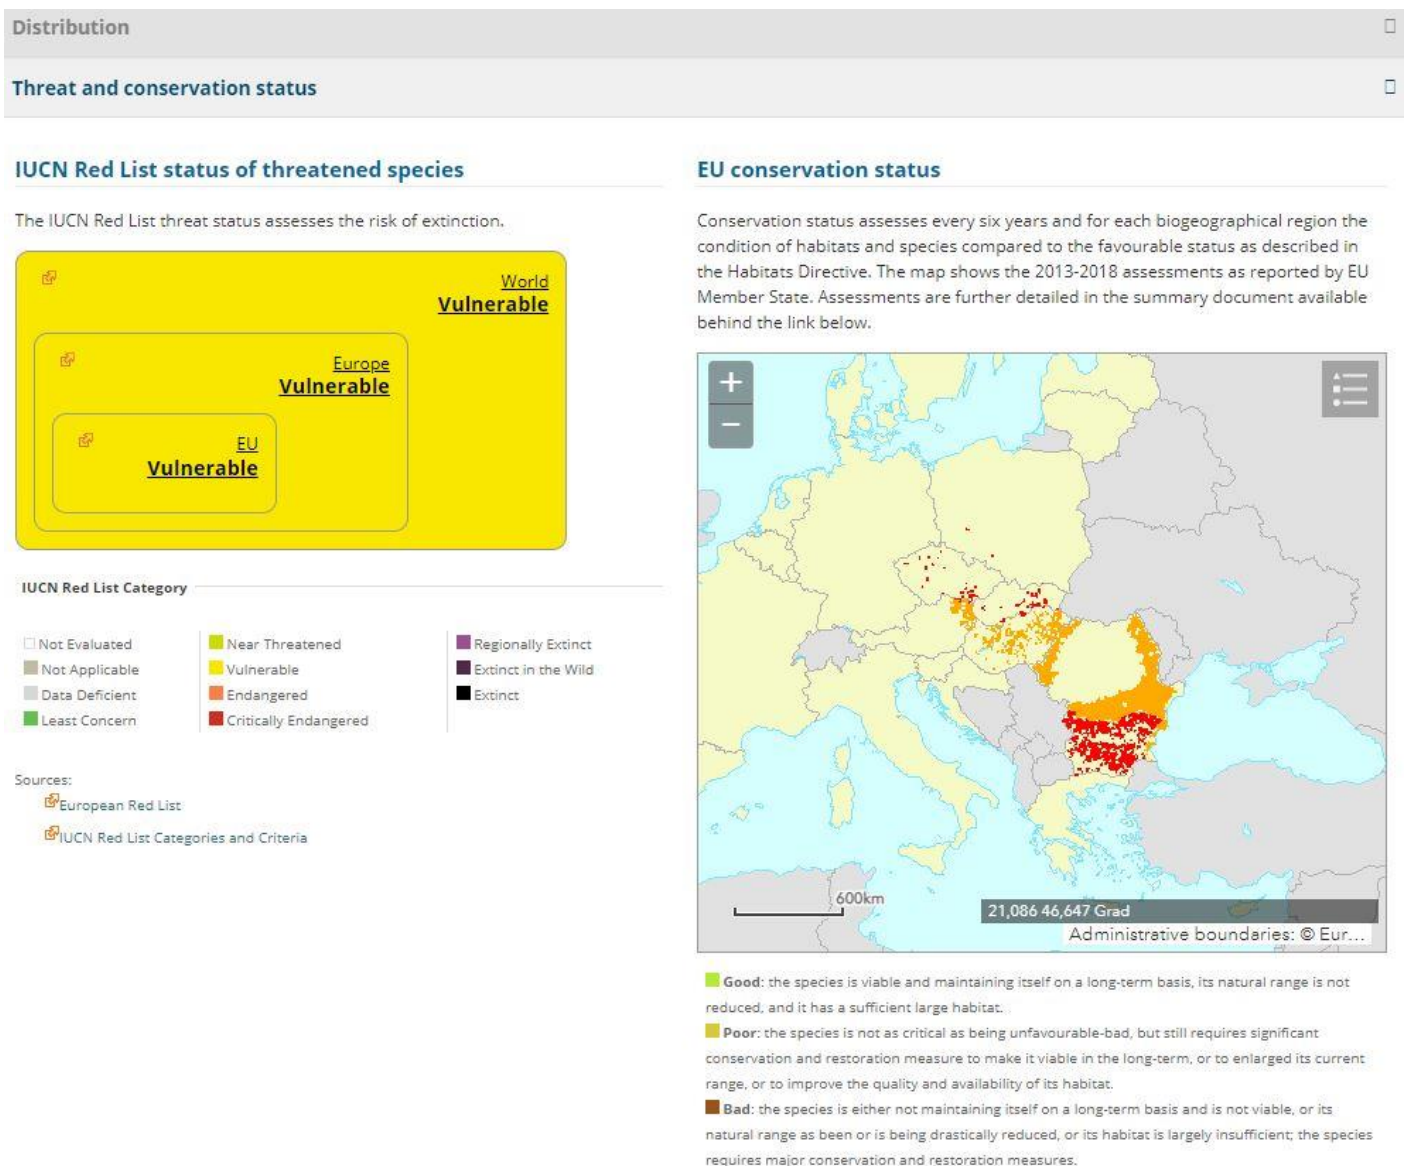 Distribution
Threat and conservation status
IUCN Red List status of threatened species
The IUCN Red List threat status assesses the risk of extinction.
World
Vulnerable
Europe
Vulnerable
EU
Vulnerable
IUCN Red List Category
Not Evaluated
Not Applicable
Data Deficient
Least Concern
Near Threatened
Vulnerable
Endangered
Critically Endangered
Regionally Extinct
Extinct in the Wild
Extinct
Sources:
European Red List
IUCN Red List Categories and Criteria
EU conservation status
Conservation status assesses every six years and for each biogeographical region the
condition of habitats and species compared to the favourable status as described in
the Habitats Directive. The map shows the 2013-2018 assessments as reported by EU
Member State. Assessments are further detailed in the summary document available
behind the link below.
+
−
600km
21,086 46,647 Grad
Administrative boundaries: © Eur...
Good: the species is viable and maintaining itself on a long-term basis, its natural range is not
reduced, and it has a sufficient large habitat.
Poor: the species is not as critical as being unfavourable-bad, but still requires significant
conservation and restoration measure to make it viable in the long-term, or to enlarged its current
range, or to improve the quality and availability of its habitat.
Bad: the species is either not maintaining itself on a long-term basis and is not viable, or its
natural range as been or is being drastically reduced, or its habitat is largely insufficient; the species
requires major conservation and restoration measures.